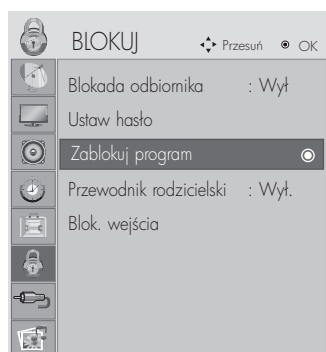 BLOKUJ Przesuń OK
Blokada odbiornika : Wył
Ustaw hasło
Zablokuj program
Przewodnik rodzicielski : Wył.
Blok. wejścia